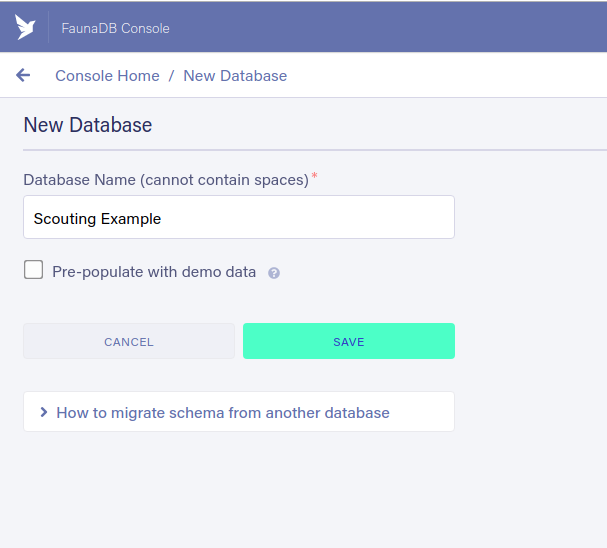 FaunaDB Console
Console Home / New Database
New Database
Database Name (cannot contain spaces)*
Scouting Example
Pre-populate with demo data ?
CANCEL SAVE
How to migrate schema from another database